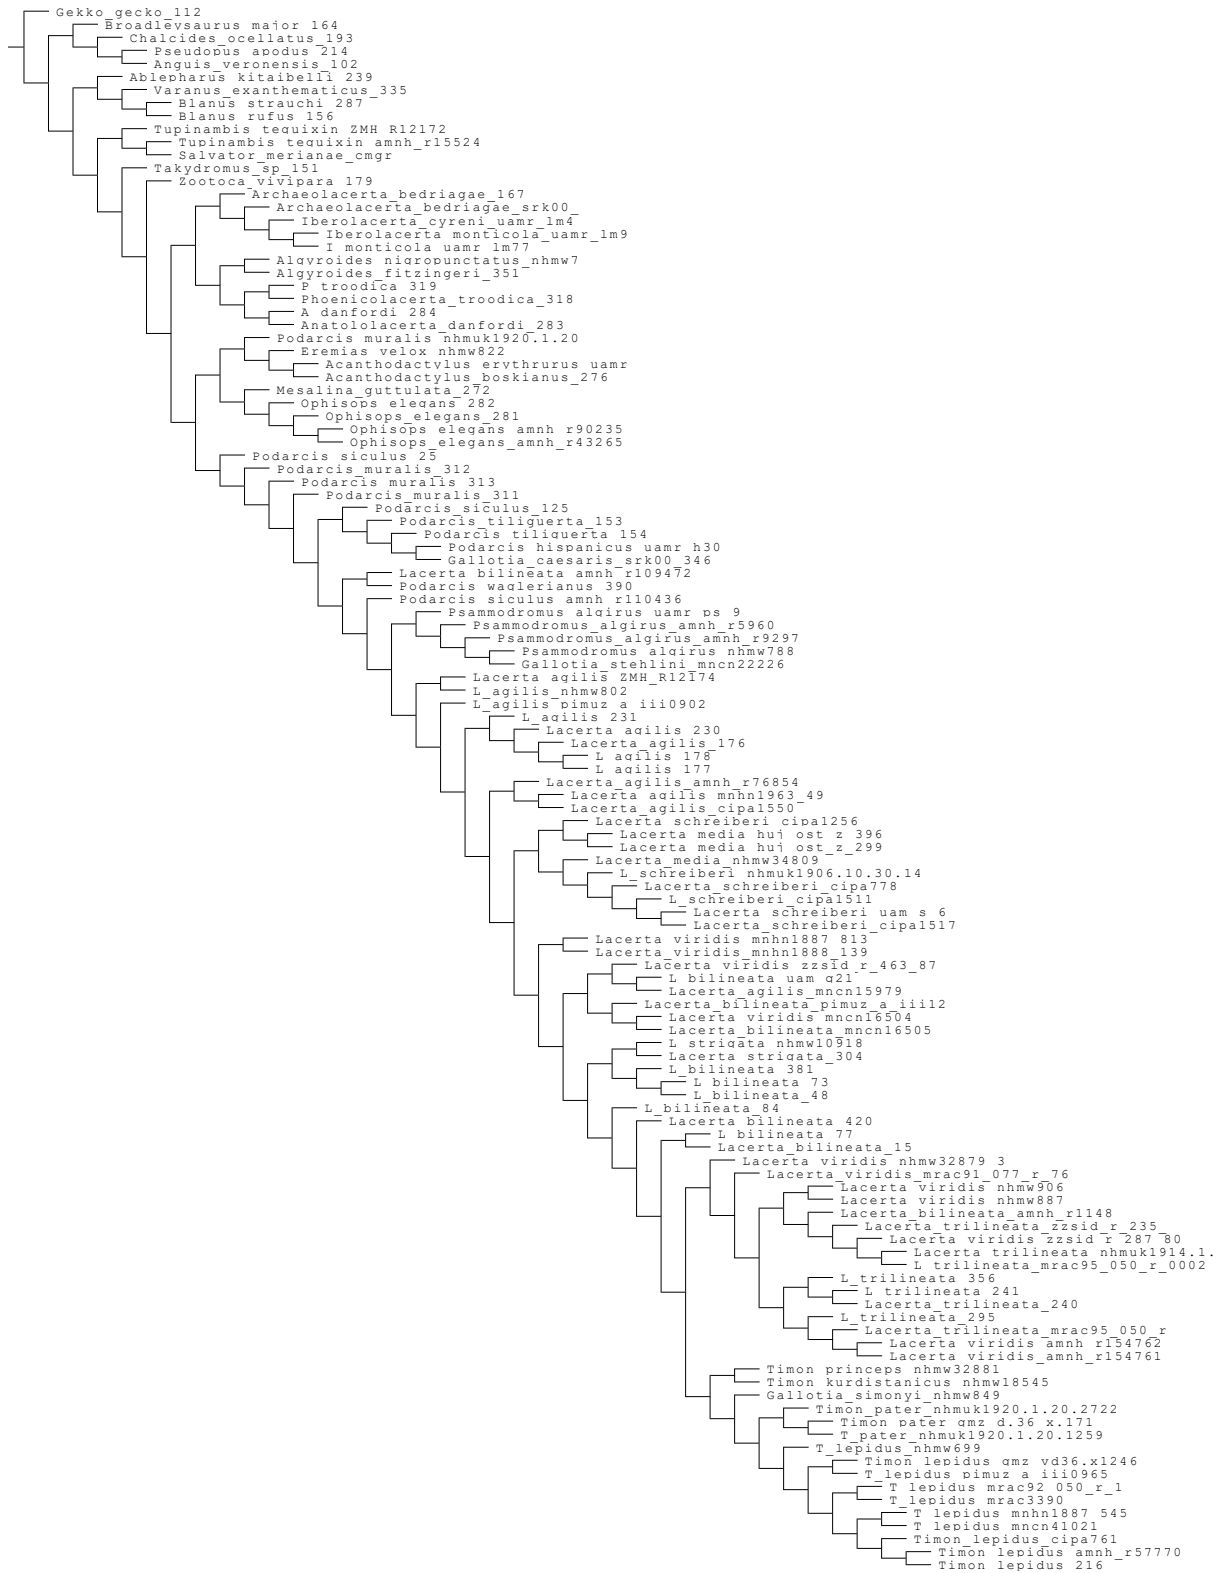 Gekko_gecko_112
Broadleysaurus_major_164
Chalcides_ocellatus_193
Pseudopus_apodus_214
Anguis_veronensis_102
Ablepharus_kitaibelli_239
Varanus_exanthematicus_335
Blanus_strauchi_287
Blanus_rufus_156
Tupinambis_teguixin_ZMH_R12172
Tupinambis_teguixin_amnh_r15524
Salvator_merianae_cmgr
Takydromus_sp_151
Zootoca_vivipara_179
Archaeolacerta_bedriagae_167
Archaeolacerta_bedriagae_srk00_
Iberolacerta_cyreni_uamr_lm4
Iberolacerta_monticola_uamr_lm9
I_monticola_uamr_lm77
Algyroides_nigropunctatus_nhmw7
Algyroides_fitzingeri_351
P_troodica_319
Phoenicolacerta_troodica_318
A_danfordi_284
Anatololacerta_danfordi_283
Podarcis_muralis_nhmuk1920.1.20
Eremias_velox_nhmw822
Acanthodactylus_erythrurus_uamr
Acanthodactylus_boskianus_276
Mesalina_guttulata_272
Ophisops_elegans_282
Ophisops_elegans_281
Ophisops_elegans_amnh_r90235
Ophisops_elegans_amnh_r43265
Podarcis_siculus_25
Podarcis_muralis_312
Podarcis_muralis_313
Podarcis_muralis_311
Podarcis_siculus_125
Podarcis_tiliguerta_153
Podarcis_tiliguerta_154
Podarcis_hispanicus_uamr_h30
Gallotia_caesaris_srk00_346
Lacerta_bilineata_amnh_r109472
Podarcis_waglerianus_390
Podarcis_siculus_amnh_r110436
Psammodromus_algirus_uamr_ps_9
Psammodromus_algirus_amnh_r5960
Psammodromus_algirus_amnh_r9297
Psammodromus_algirus_nhmw788
Gallotia_stehlini_mncn22226
Lacerta_agilis_ZMH_R12174
L_agilis_nhmw802
L_agilis_pimuz_a_iii0902
L_agilis_231
Lacerta_agilis_230
Lacerta_agilis_176
L_agilis_178
L_agilis_177
Lacerta_agilis_amnh_r76854
Lacerta_agilis_mnhn1963_49
Lacerta_agilis_cipa1550
Lacerta_schreiberi_cipa1256
Lacerta_media_huj_ost_z_396
Lacerta_media_huj_ost_z_299
Lacerta_media_nhmw34809
L_schreiberi_nhmuk1906.10.30.14
Lacerta_schreiberi_cipa778
L_schreiberi_cipa1511
Lacerta_schreiberi_uam_s_6
Lacerta_schreiberi_cipa1517
Lacerta_viridis_mnhn1887_813
Lacerta_viridis_mnhn1888_139
Lacerta_viridis_zzsid_r_463_87
L_bilineata_uam_g21
Lacerta_agilis_mncn15979
Lacerta_bilineata_pimuz_a_iii12
Lacerta_viridis_mncn16504
Lacerta_bilineata_mncn16505
L_strigata_nhmw10918
Lacerta_strigata_304
L_bilineata_381
L_bilineata_73
L_bilineata_48
L_bilineata_84
Lacerta_bilineata_420
L_bilineata_77
Lacerta_bilineata_15
Lacerta_viridis_nhmw32879_3
Lacerta_viridis_mrac91_077_r_76
Lacerta_viridis_nhmw906
Lacerta_viridis_nhmw887
Lacerta_bilineata_amnh_r1148
Lacerta_trilineata_zzsid_r_235_
Lacerta_viridis_zzsid_r_287_80
Lacerta_trilineata_nhmuk1914.1.
L_trilineata_mrac95_050_r_0002
L_trilineata_356
L_trilineata_241
Lacerta_trilineata_240
L_trilineata_295
Lacerta_trilineata_mrac95_050_r
Lacerta_viridis_amnh_r154762
Lacerta_viridis_amnh_r154761
Timon_princeps_nhmw32881
Timon_kurdistanicus_nhmw18545
Gallotia_simonyi_nhmw849
Timon_pater_nhmuk1920.1.20.2722
Timon_pater_gmz_d.36_x.171
T_pater_nhmuk1920.1.20.1259
T_lepidus_nhmw699
Timon_lepidus_gmz_vd36.x1246
T_lepidus_pimuz_a_iii0965
T_lepidus_mrac92_050_r_1
T_lepidus_mrac3390
T_lepidus_mnhn1887_545
T_lepidus_mncn41021
Timon_lepidus_cipa761
Timon_lepidus_amnh_r57770
Timon_lepidus_216